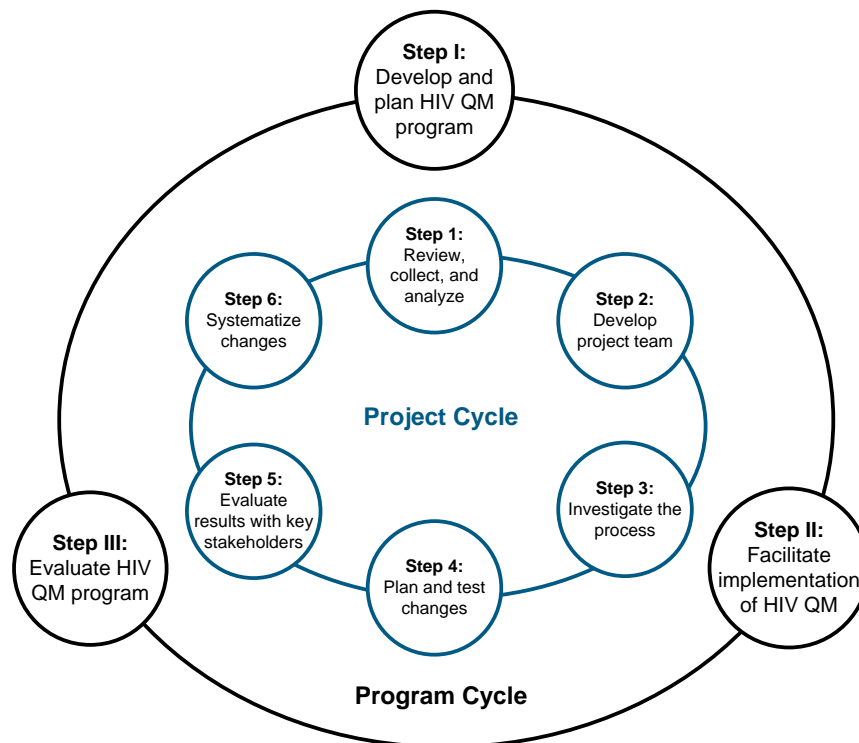 Step I:
Develop and
plan HIV QM
program
Step 1:
Review,
collect, and
analyze
Step 6:
Systematize
changes
Step 2:
Develop
project team
Project Cycle
Step 5:
Evaluate
results with key
stakeholders
Step 3:
Investigate the
process
Step 4:
Plan and test
changes
Step III:
Evaluate HIV
QM program
Step II:
Facilitate
implementation
of HIV QM
Program Cycle